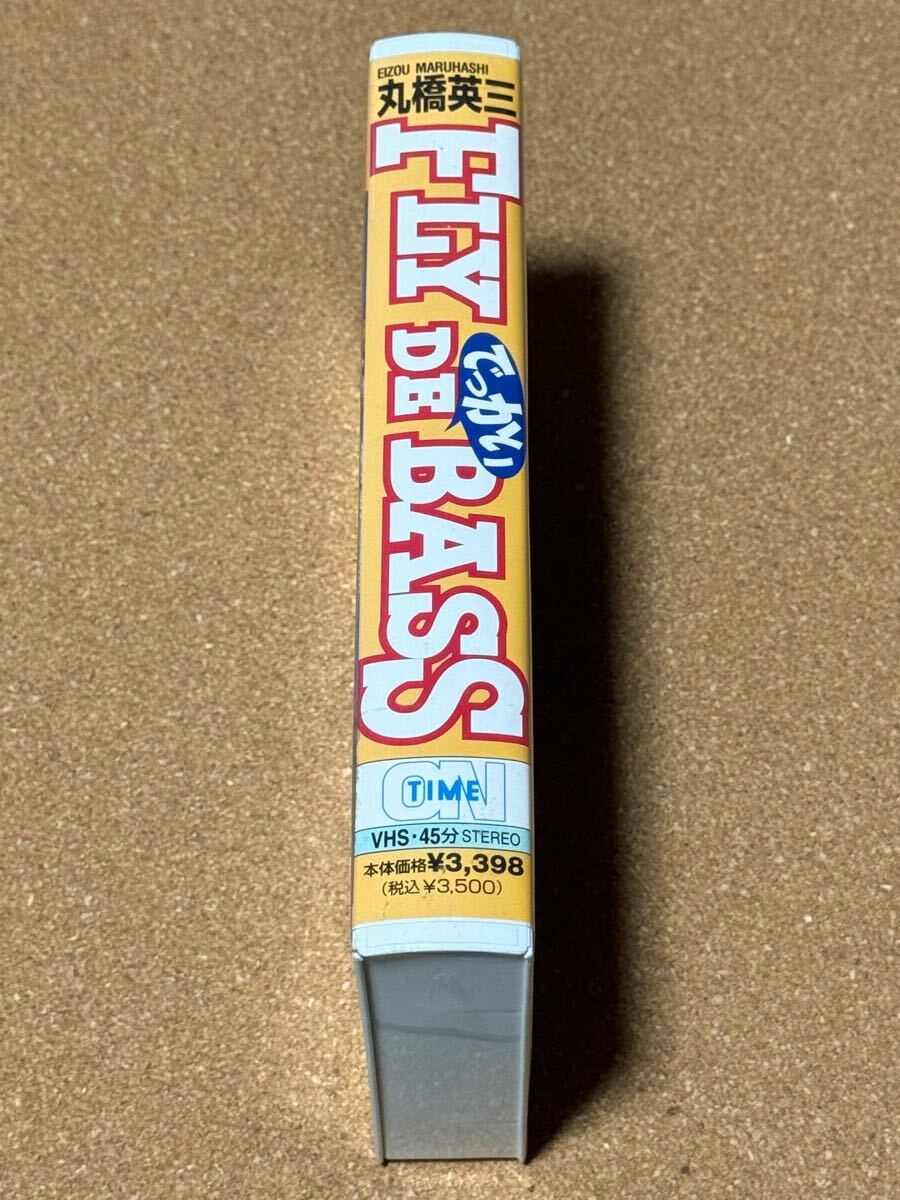 EIZOU MARUHASHI
丸橋英三
FLY
DE
でっかい
BASS
ON
TIME
VHS・45分 STEREO
本体価格¥3,398
(税込¥3,500)